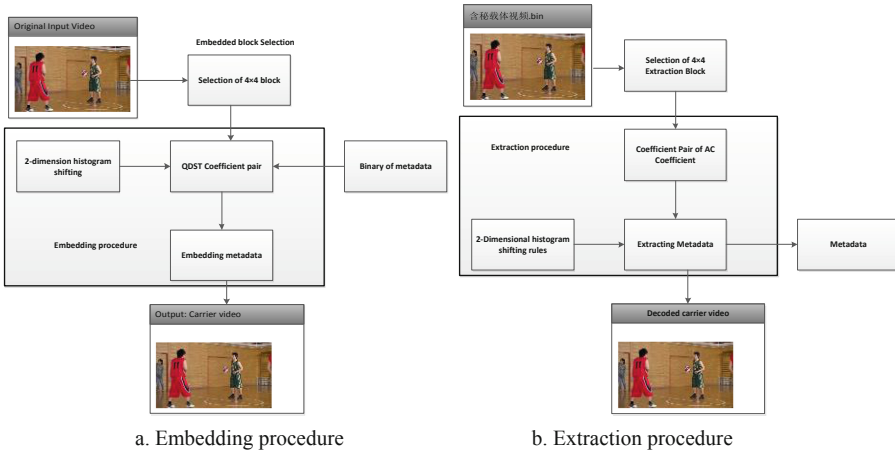 Original Input Video
Embedded block Selection
Selection of 4×4 block
2-dimension histogram
shifting
QDST Coefficient pair
Binary of metadata
Embedding procedure
Embedding metadata
Output: Carrier video
a. Embedding procedure
含秘载体视频.bin
Selection of 4×4
Extraction Block
Extraction procedure
Coefficient Pair of AC
Coefficient
2-Dimensional histogram
shifting rules
Extracting Metadata
Metadata
Decoded carrier video
b. Extraction procedure